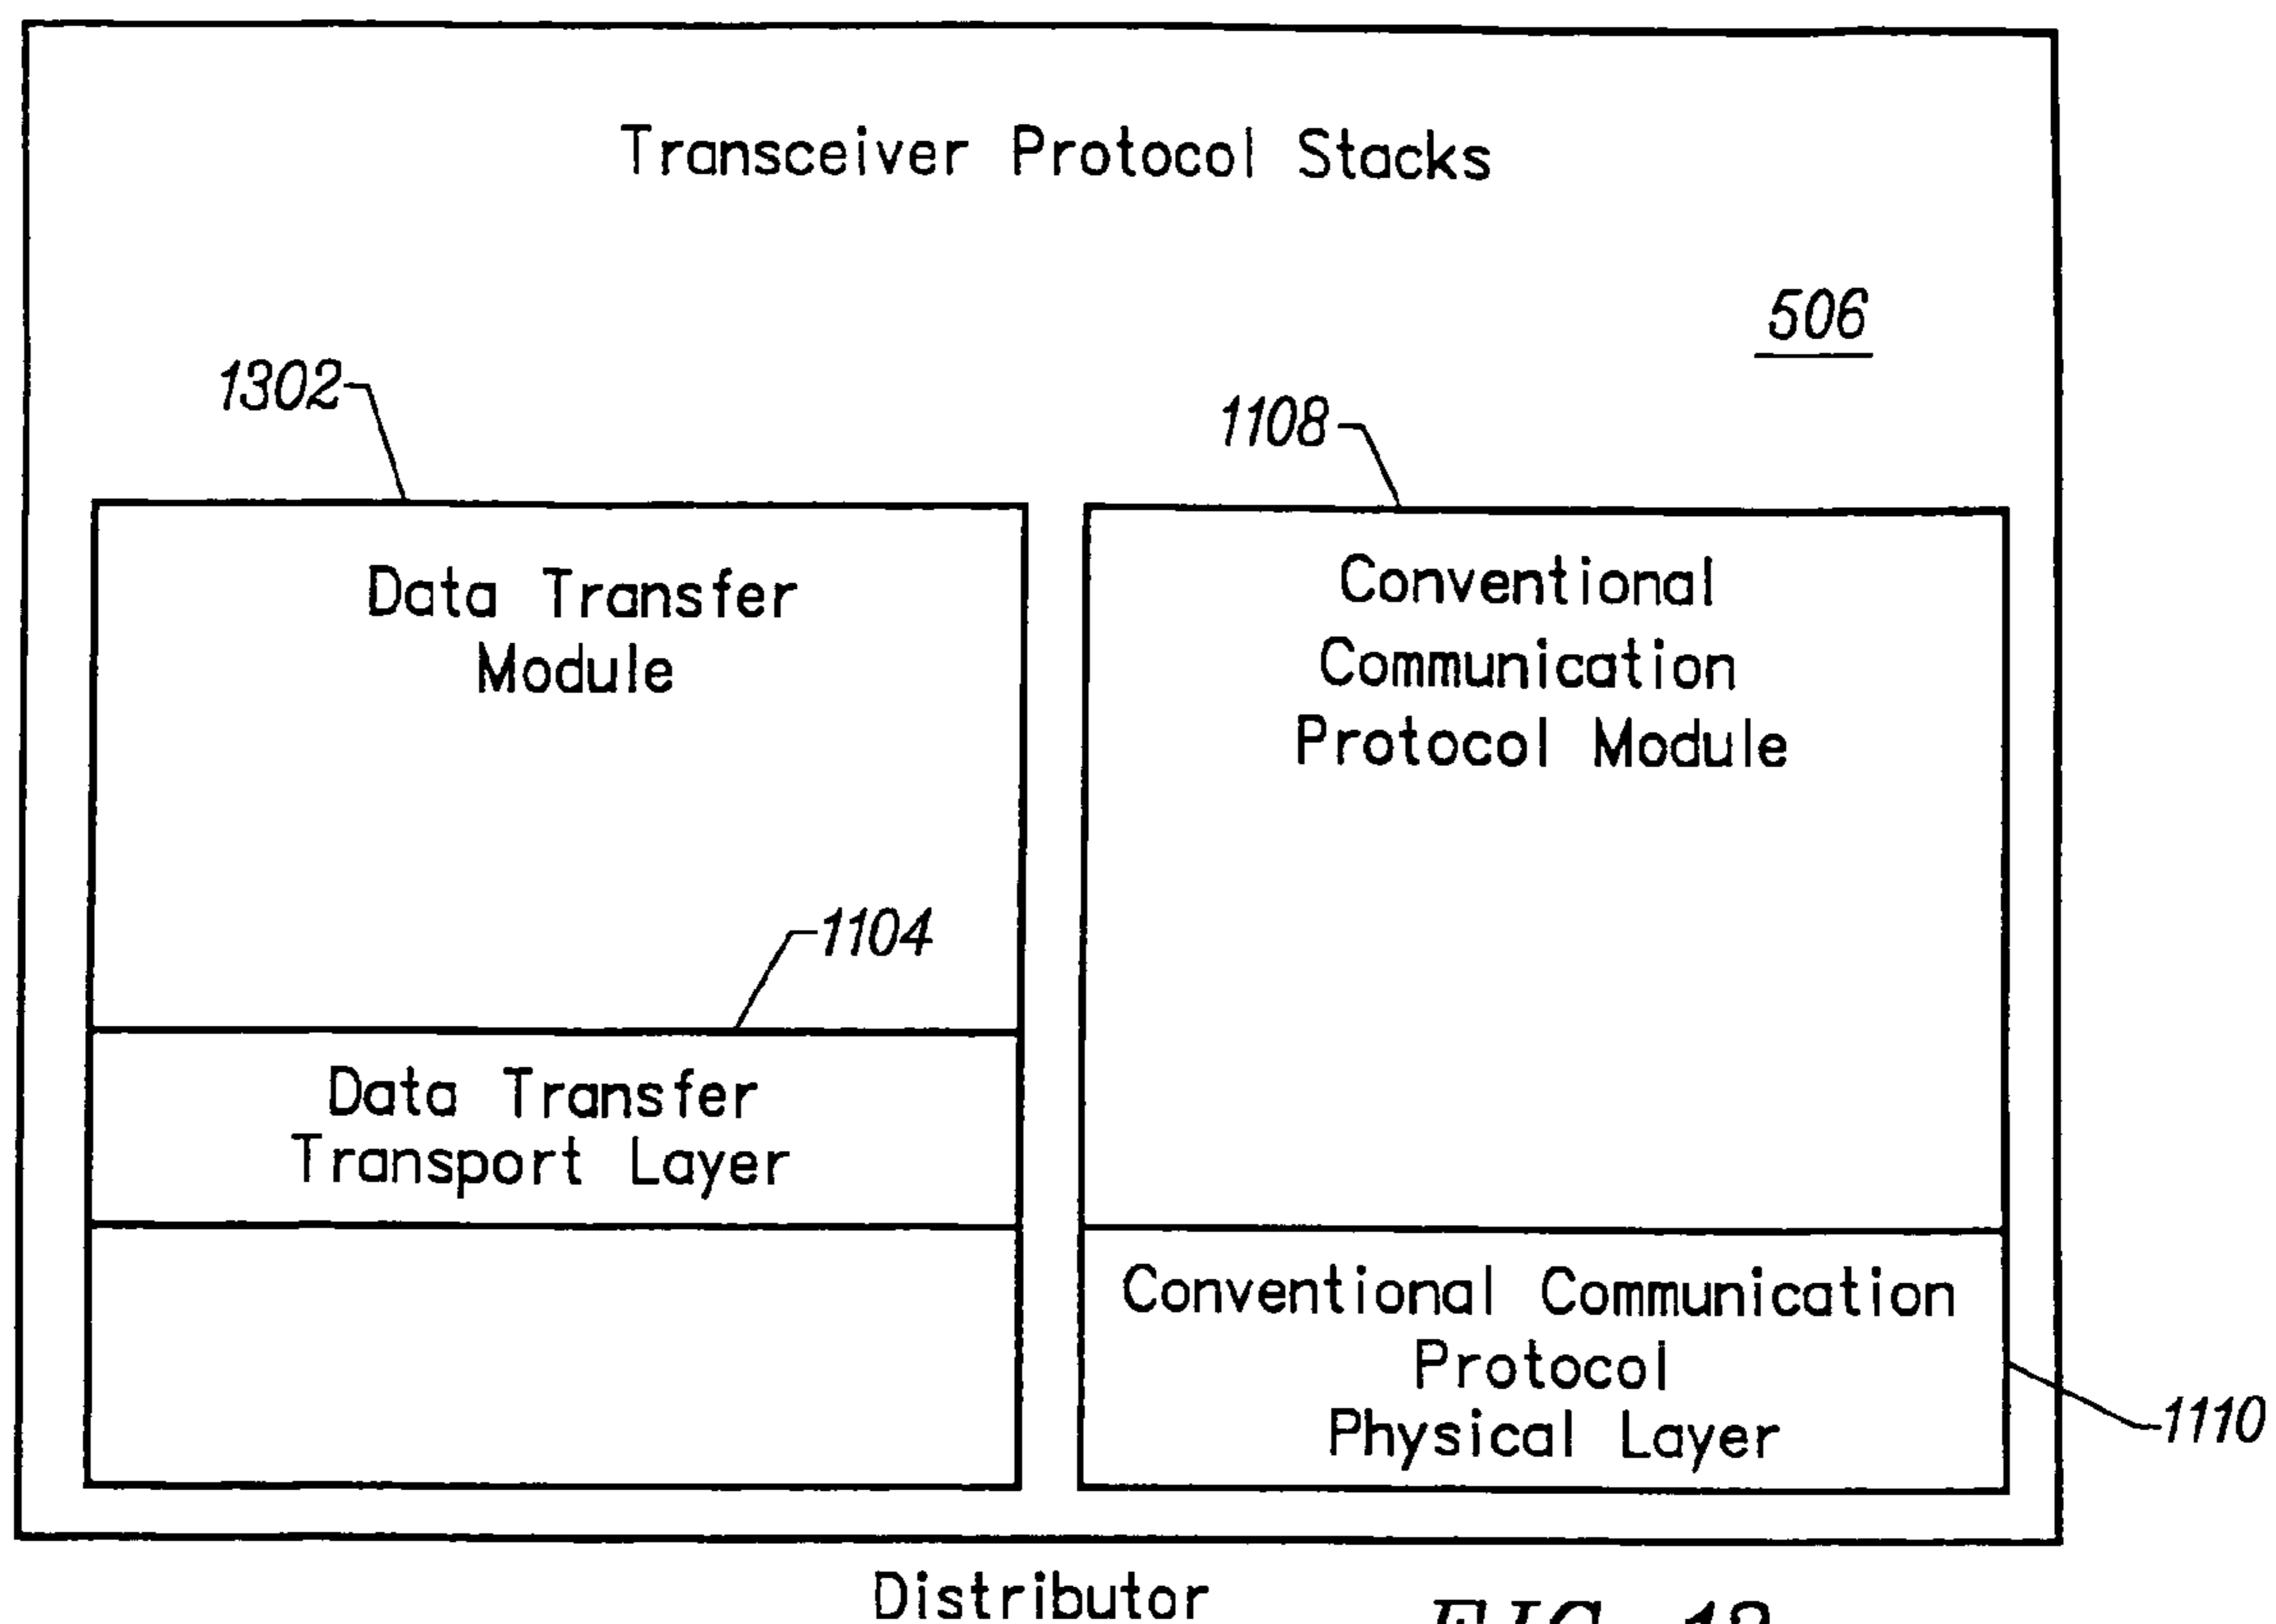 Transceiver Protocol Stacks
506
1302
1108
Data Transfer
Module
Conventional
Communication
Protocol Module
1104
Data Transfer
Transport Layer
Conventional Communication
Protocol
Physical Layer
1110
Distributor
FIG.